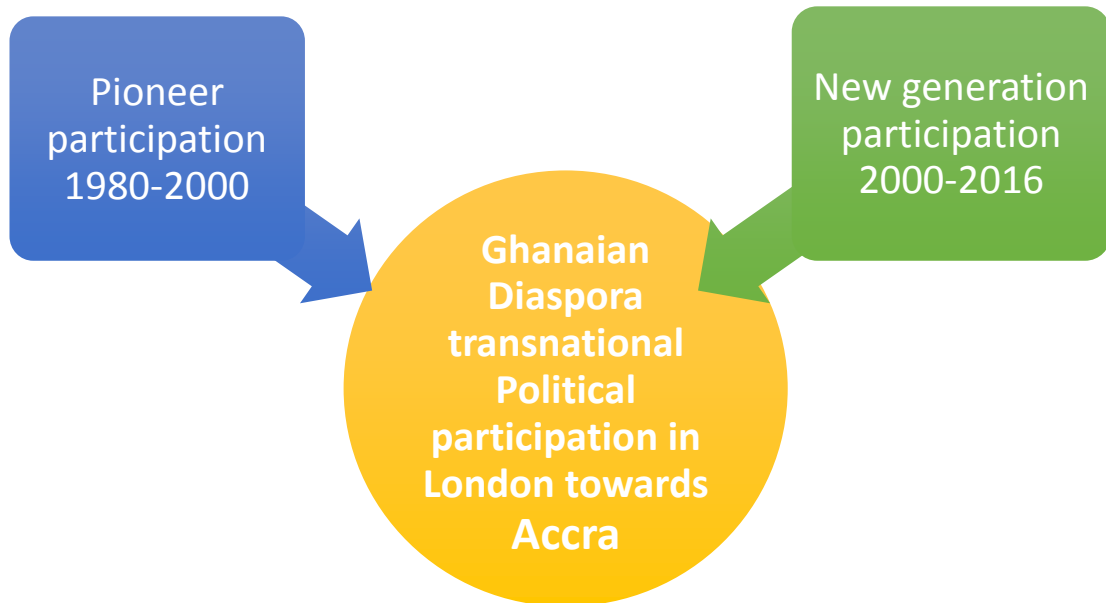 Pioneer
participation
1980-2000
New generation
participation
2000-2016
Ghanaian
Diaspora
transnational
Political
participation in
London towards
Accra